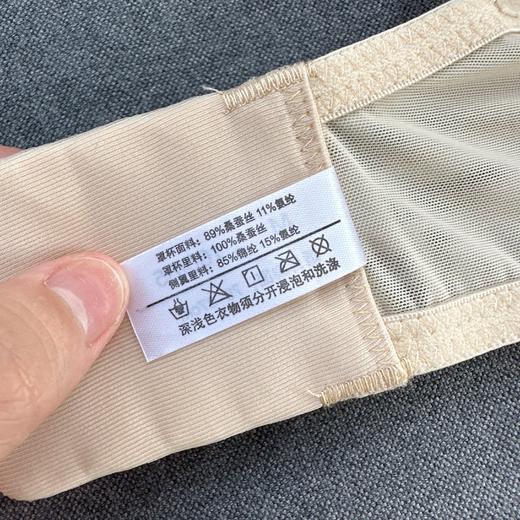 罩杯面料：89%桑蚕丝 11%氨纶
罩杯里料：100%桑蚕丝
侧翼里料：85%锦纶 15%氨纶
深浅色衣物须分开浸泡和洗涤